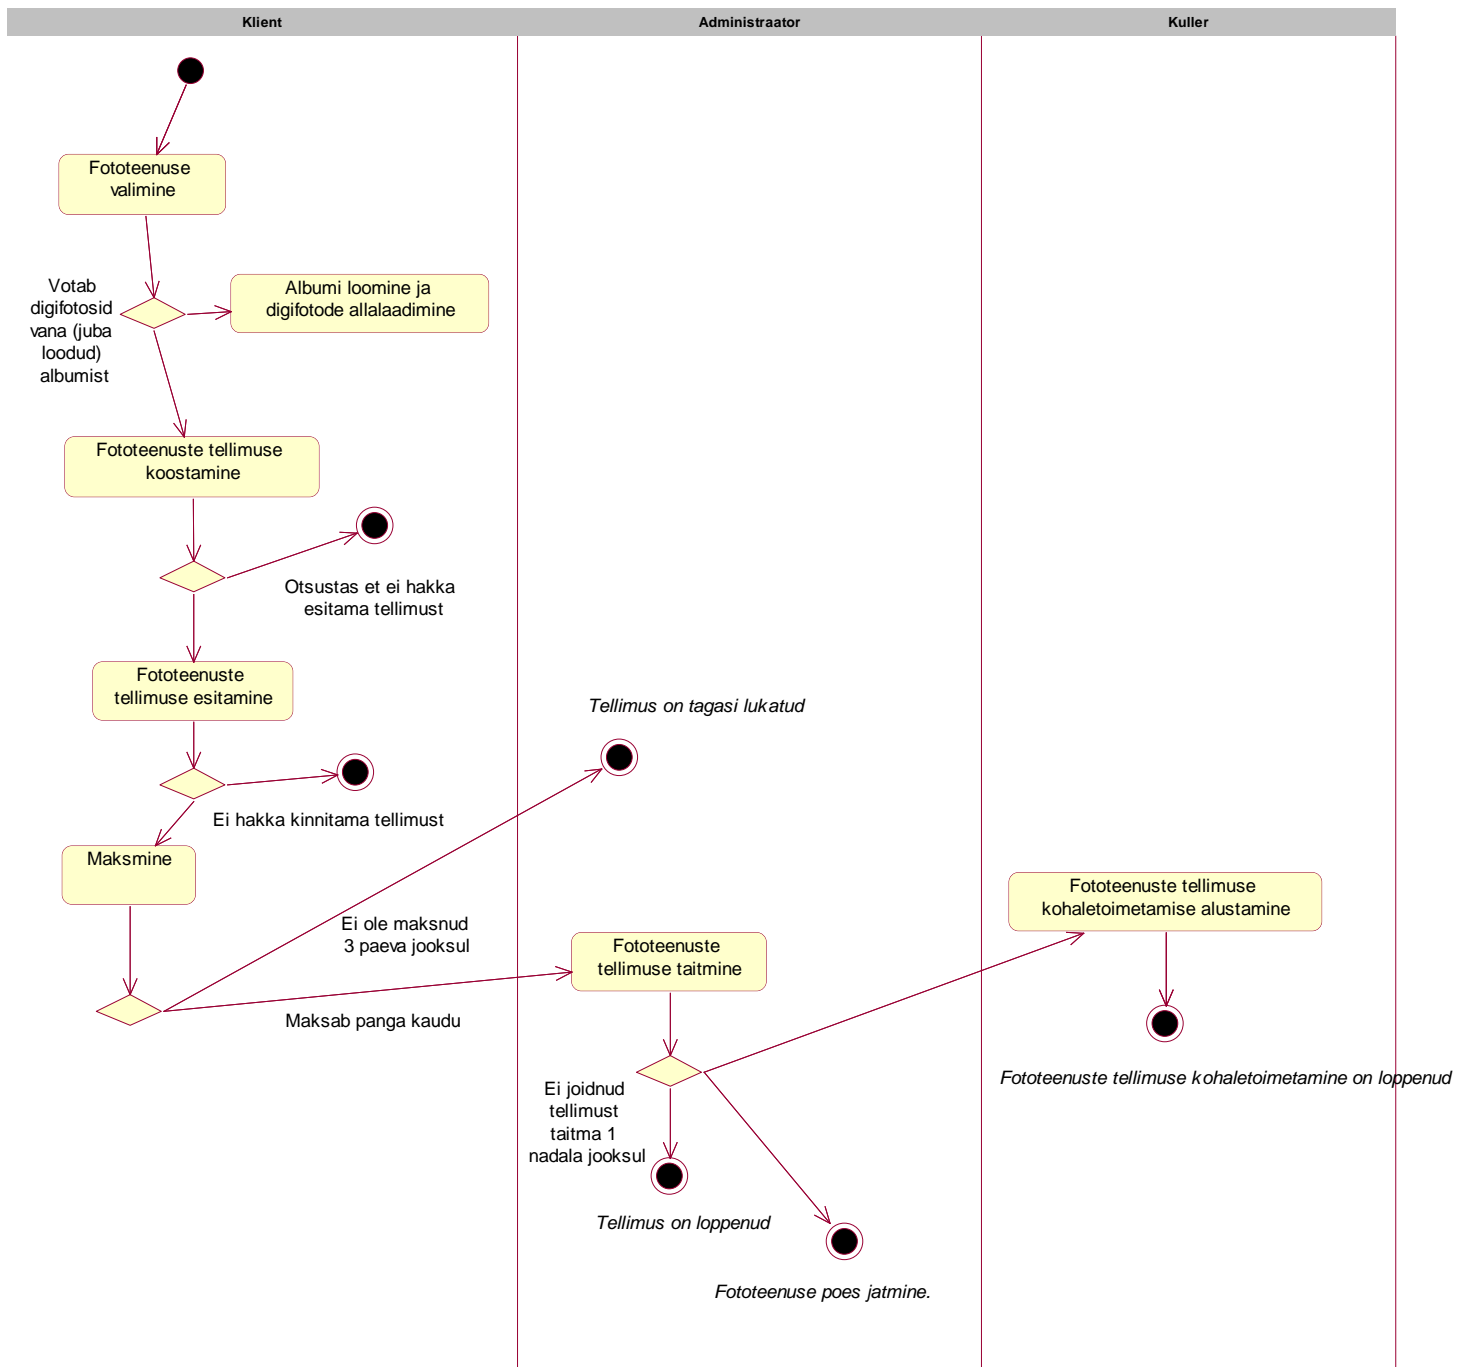 Klient
Administraator
Kuller
Fototeenuse
valimine
Votab
digifotosid
vana (juba
loodud)
albumist
Albumi loomine ja
digifotode allalaadimine
Fototeenuste tellimuse
koostamine
Otsustas et ei hakka
esitama tellimust
Fototeenuste
tellimuse esitamine
Ei hakka kinnitama tellimust
Maksmine
Tellimus on tagasi lukatud
Ei ole maksnud
3 paeva jooksul
Maksab panga kaudu
Fototeenuste
tellimuse taitmine
Ei joidnud
tellimust
taitma 1
nadala jooksul
Tellimus on loppenud
Fototeenuse poes jatmine.
Fototeenuste tellimuse
kohaletoimetamise alustamine
Fototeenuste tellimuse kohaletoimetamine on loppenud